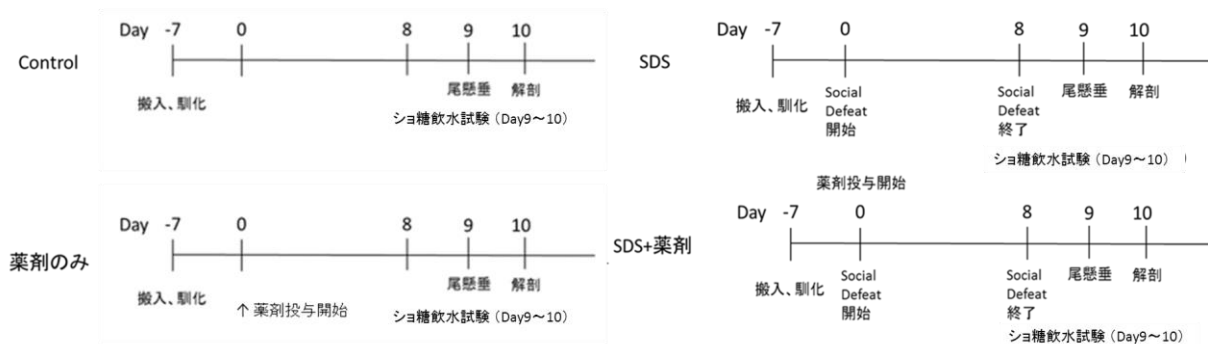 Control
Day -7 0 8 9 10
搬入、馴化
尾懸垂 解剖
ショ糖飲水試験（Day9～10）
SDS
Day -7 0 8 9 10
搬入、馴化
Social
Defeat
開始
Social
Defeat
終了
尾懸垂 解剖
ショ糖飲水試験（Day9～10）
薬剤のみ
Day -7 0 8 9 10
搬入、馴化
↑薬剤投与開始
尾懸垂 解剖
ショ糖飲水試験（Day9～10）
SDS+薬剤
薬剤投与開始
Day -7 0 8 9 10
搬入、馴化
Social
Defeat
開始
Social
Defeat
終了
尾懸垂 解剖
ショ糖飲水試験（Day9～10）